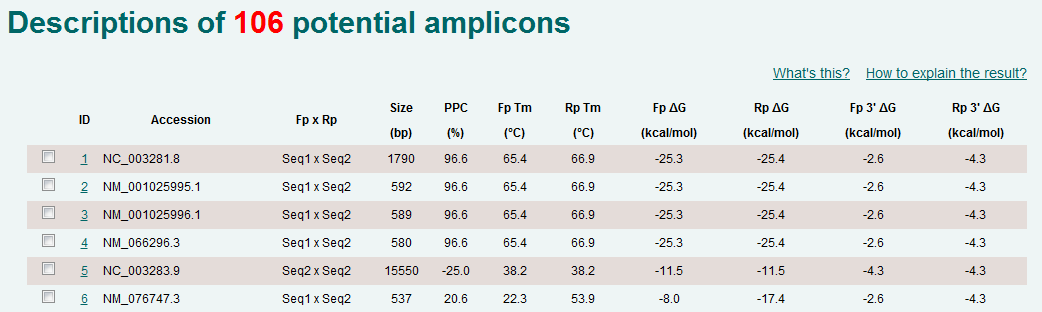 Descriptions of 106 potential amplicons
What's this? How to explain the result?
ID Accession Fp x Rp Size (bp) PPC (%) Fp Tm (°C) Rp Tm (°C) Fp ΔG (kcal/mol) Rp ΔG (kcal/mol) Fp 3' ΔG (kcal/mol) Rp 3' ΔG (kcal/mol)
1 NC_003281.8 Seq1 x Seq2 1790 96.6 65.4 66.9 -25.3 -25.4 -2.6 -4.3
2 NM_001025995.1 Seq1 x Seq2 592 96.6 65.4 66.9 -25.3 -25.4 -2.6 -4.3
3 NM_001025996.1 Seq1 x Seq2 589 96.6 65.4 66.9 -25.3 -25.4 -2.6 -4.3
4 NM_066296.3 Seq1 x Seq2 580 96.6 65.4 66.9 -25.3 -25.4 -2.6 -4.3
5 NC_003283.9 Seq2 x Seq2 15550 -25.0 38.2 38.2 -11.5 -11.5 -4.3 -4.3
6 NM_076747.3 Seq1 x Seq2 537 20.6 22.3 53.9 -8.0 -17.4 -2.6 -4.3